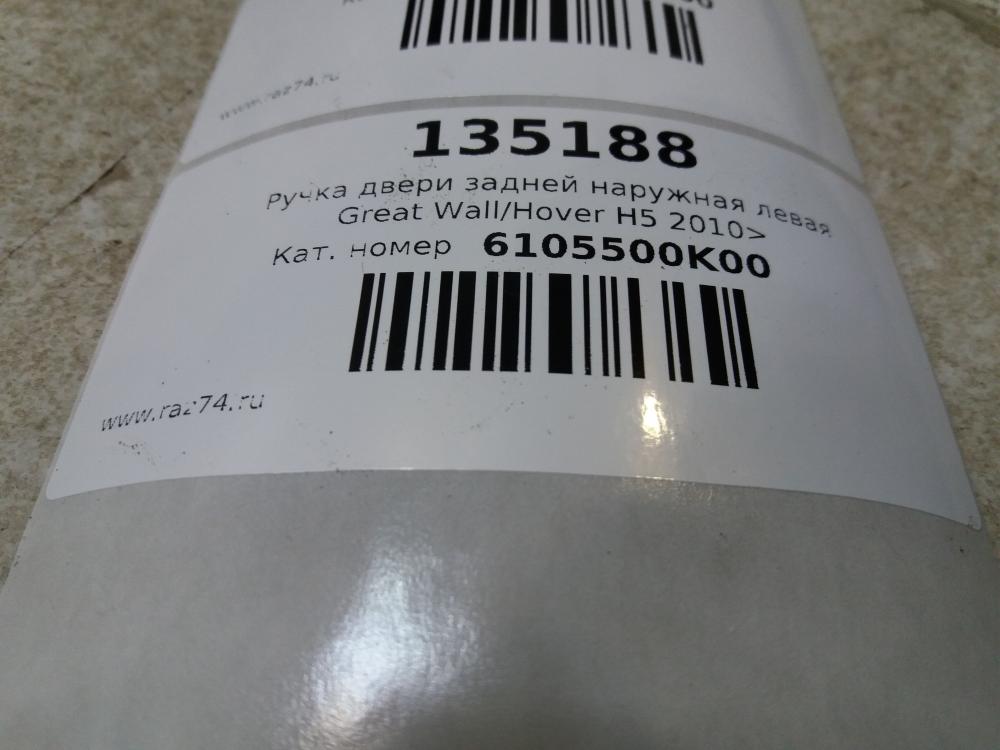 www.raz74.ru
135188
Ручка двери задней наружная левая
Great Wall/Hover H5 2010>
Кат. номер 6105500K00
www.raz74.ru